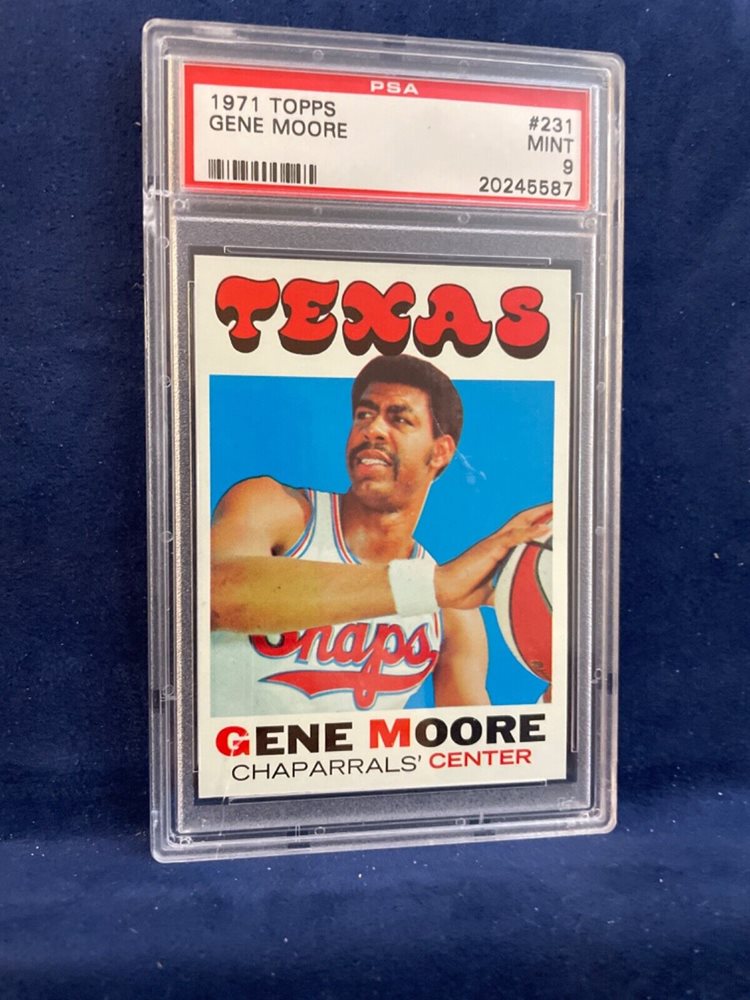 PSA
1971 TOPPS #231
GENE MOORE MINT
9
20245587
TEXAS
Chaps
GENE MOORE
CHAPARRALS' CENTER